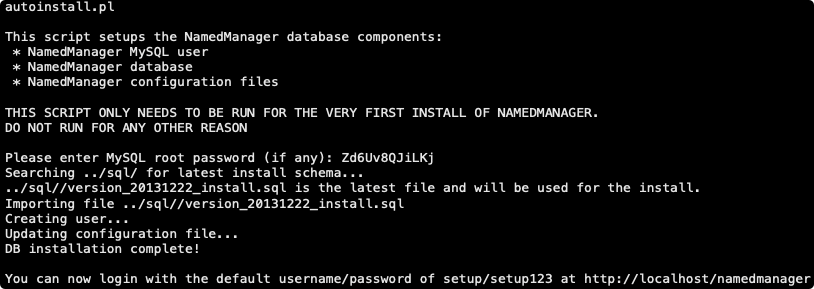 autoinstall.pl
This script setups the NamedManager database components:
* NamedManager MySQL user
* NamedManager database
* NamedManager configuration files
THIS SCRIPT ONLY NEEDS TO BE RUN FOR THE VERY FIRST INSTALL OF NAMEDMANAGER.
DO NOT RUN FOR ANY OTHER REASON
Please enter MySQL root password (if any): Zd6Uv8QJiLKj
Searching ../sql/ for latest install schema...
../sql//version_20131222_install.sql is the latest file and will be used for the install.
Importing file ../sql//version_20131222_install.sql
Creating user...
Updating configuration file...
DB installation complete!
You can now login with the default username/password of setup/setup123 at http://localhost/namedmanager